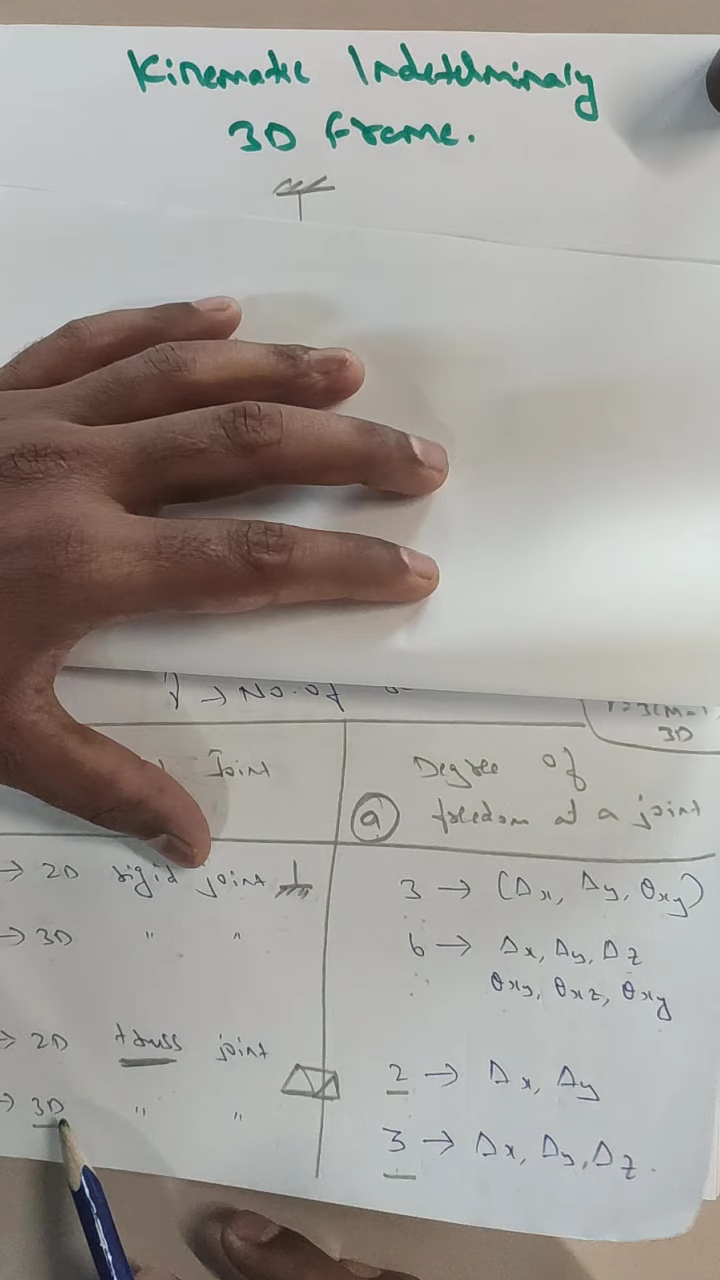 Kinematic Indeterminacy
3D frame.
→ No. of
3D
Joint
Degree of
a freedom at a joint
→ 2D rigid joint
3 → (Δx, Δy, θxy)
→ 3D " "
6 → Δx, Δy, Δz
θxy, θxz, θxy
→ 2D truss joint
2 → Δx, Δy
→ 3D " "
3 → Δx, Δy, Δz.